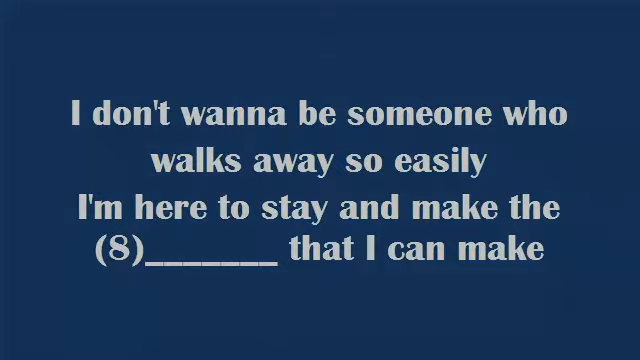 I don't wanna be someone who
walks away so easily
I'm here to stay and make the
(8)_______ that I can make